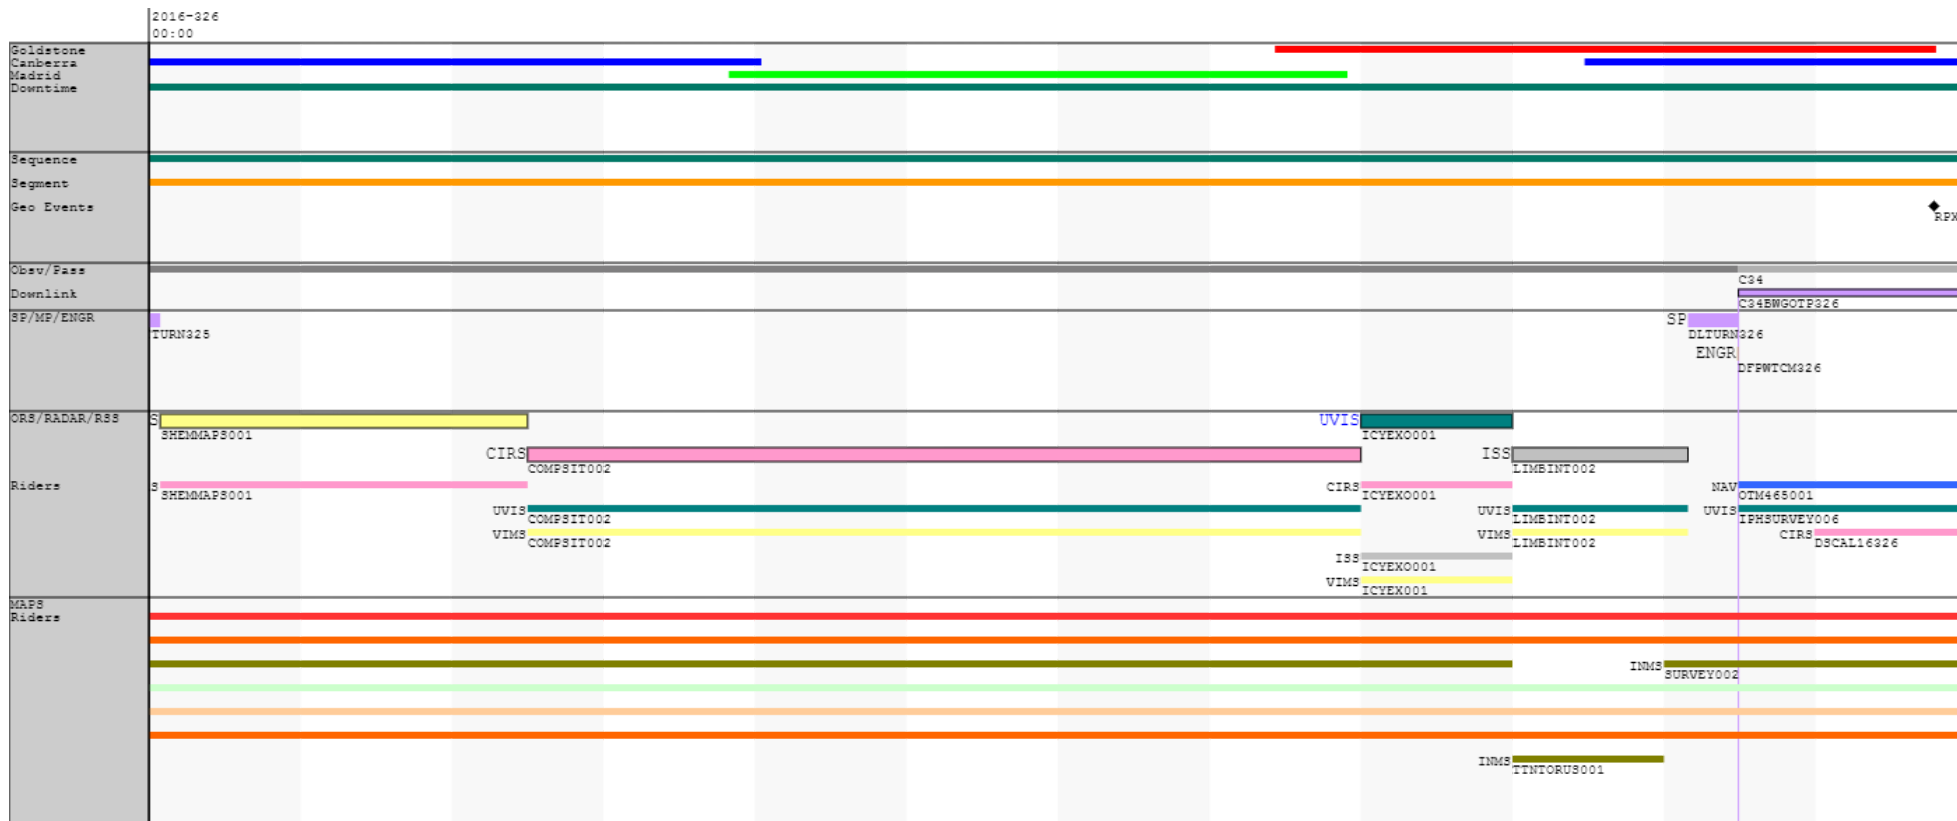 2016-326
00:00
Goldstone
Canberra
Madrid
Downtime
Sequence
Segment
Geo Events
RPX
Obsv/Pass
C34
Downlink
C34BWGOTP326
SP/MP/ENGR
SP
TURN325
DLTURN326
ENGR
DFPWTCM326
ORS/RADAR/RSS
S
UVIS
SHEMMAPS001
ICYEXO001
CIRS
ISS
COMPSIT002
LIMBINT002
Riders
S
CIRS
NAV
SHEMMAPS001
ICYEXO001
OTM465001
UVIS
UVIS
UVIS
COMPSIT002
LIMBINT002
IPHSURVEY006
VIMS
VIMS
CIRS
COMPSIT002
LIMBINT002
DSCAL16326
ISS
ICYEXO001
VIMS
ICYEX001
MAPS
Riders
INMS
SURVEY002
INMS
TTNTORUS001